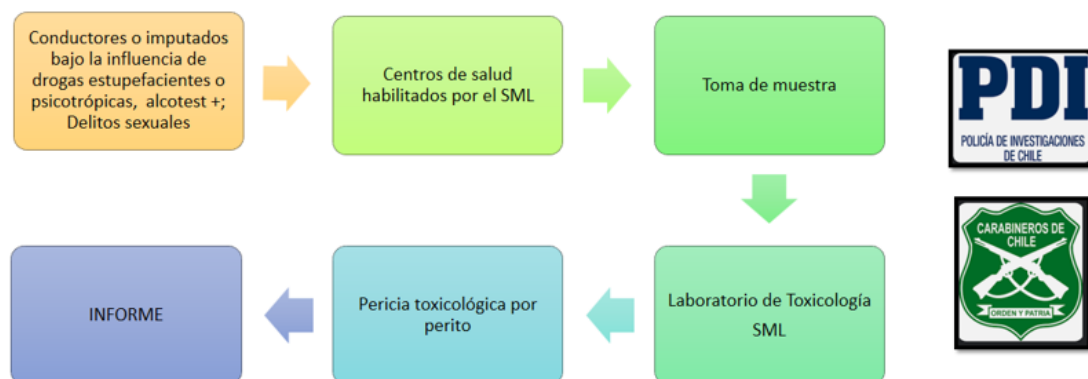 Conductores o imputados
bajo la influencia de
drogas estupefacientes o
psicotrópicas, alcotest +;
Delitos sexuales
Centros de salud
habilitados por el SML
Toma de muestra
Laboratorio de Toxicología
SML
Pericia toxicológica por
perito
INFORME
PDI
POLICÍA DE INVESTIGACIONES
DE CHILE
CARABINEROS DE
CHILE
ORDEN Y PATRIA